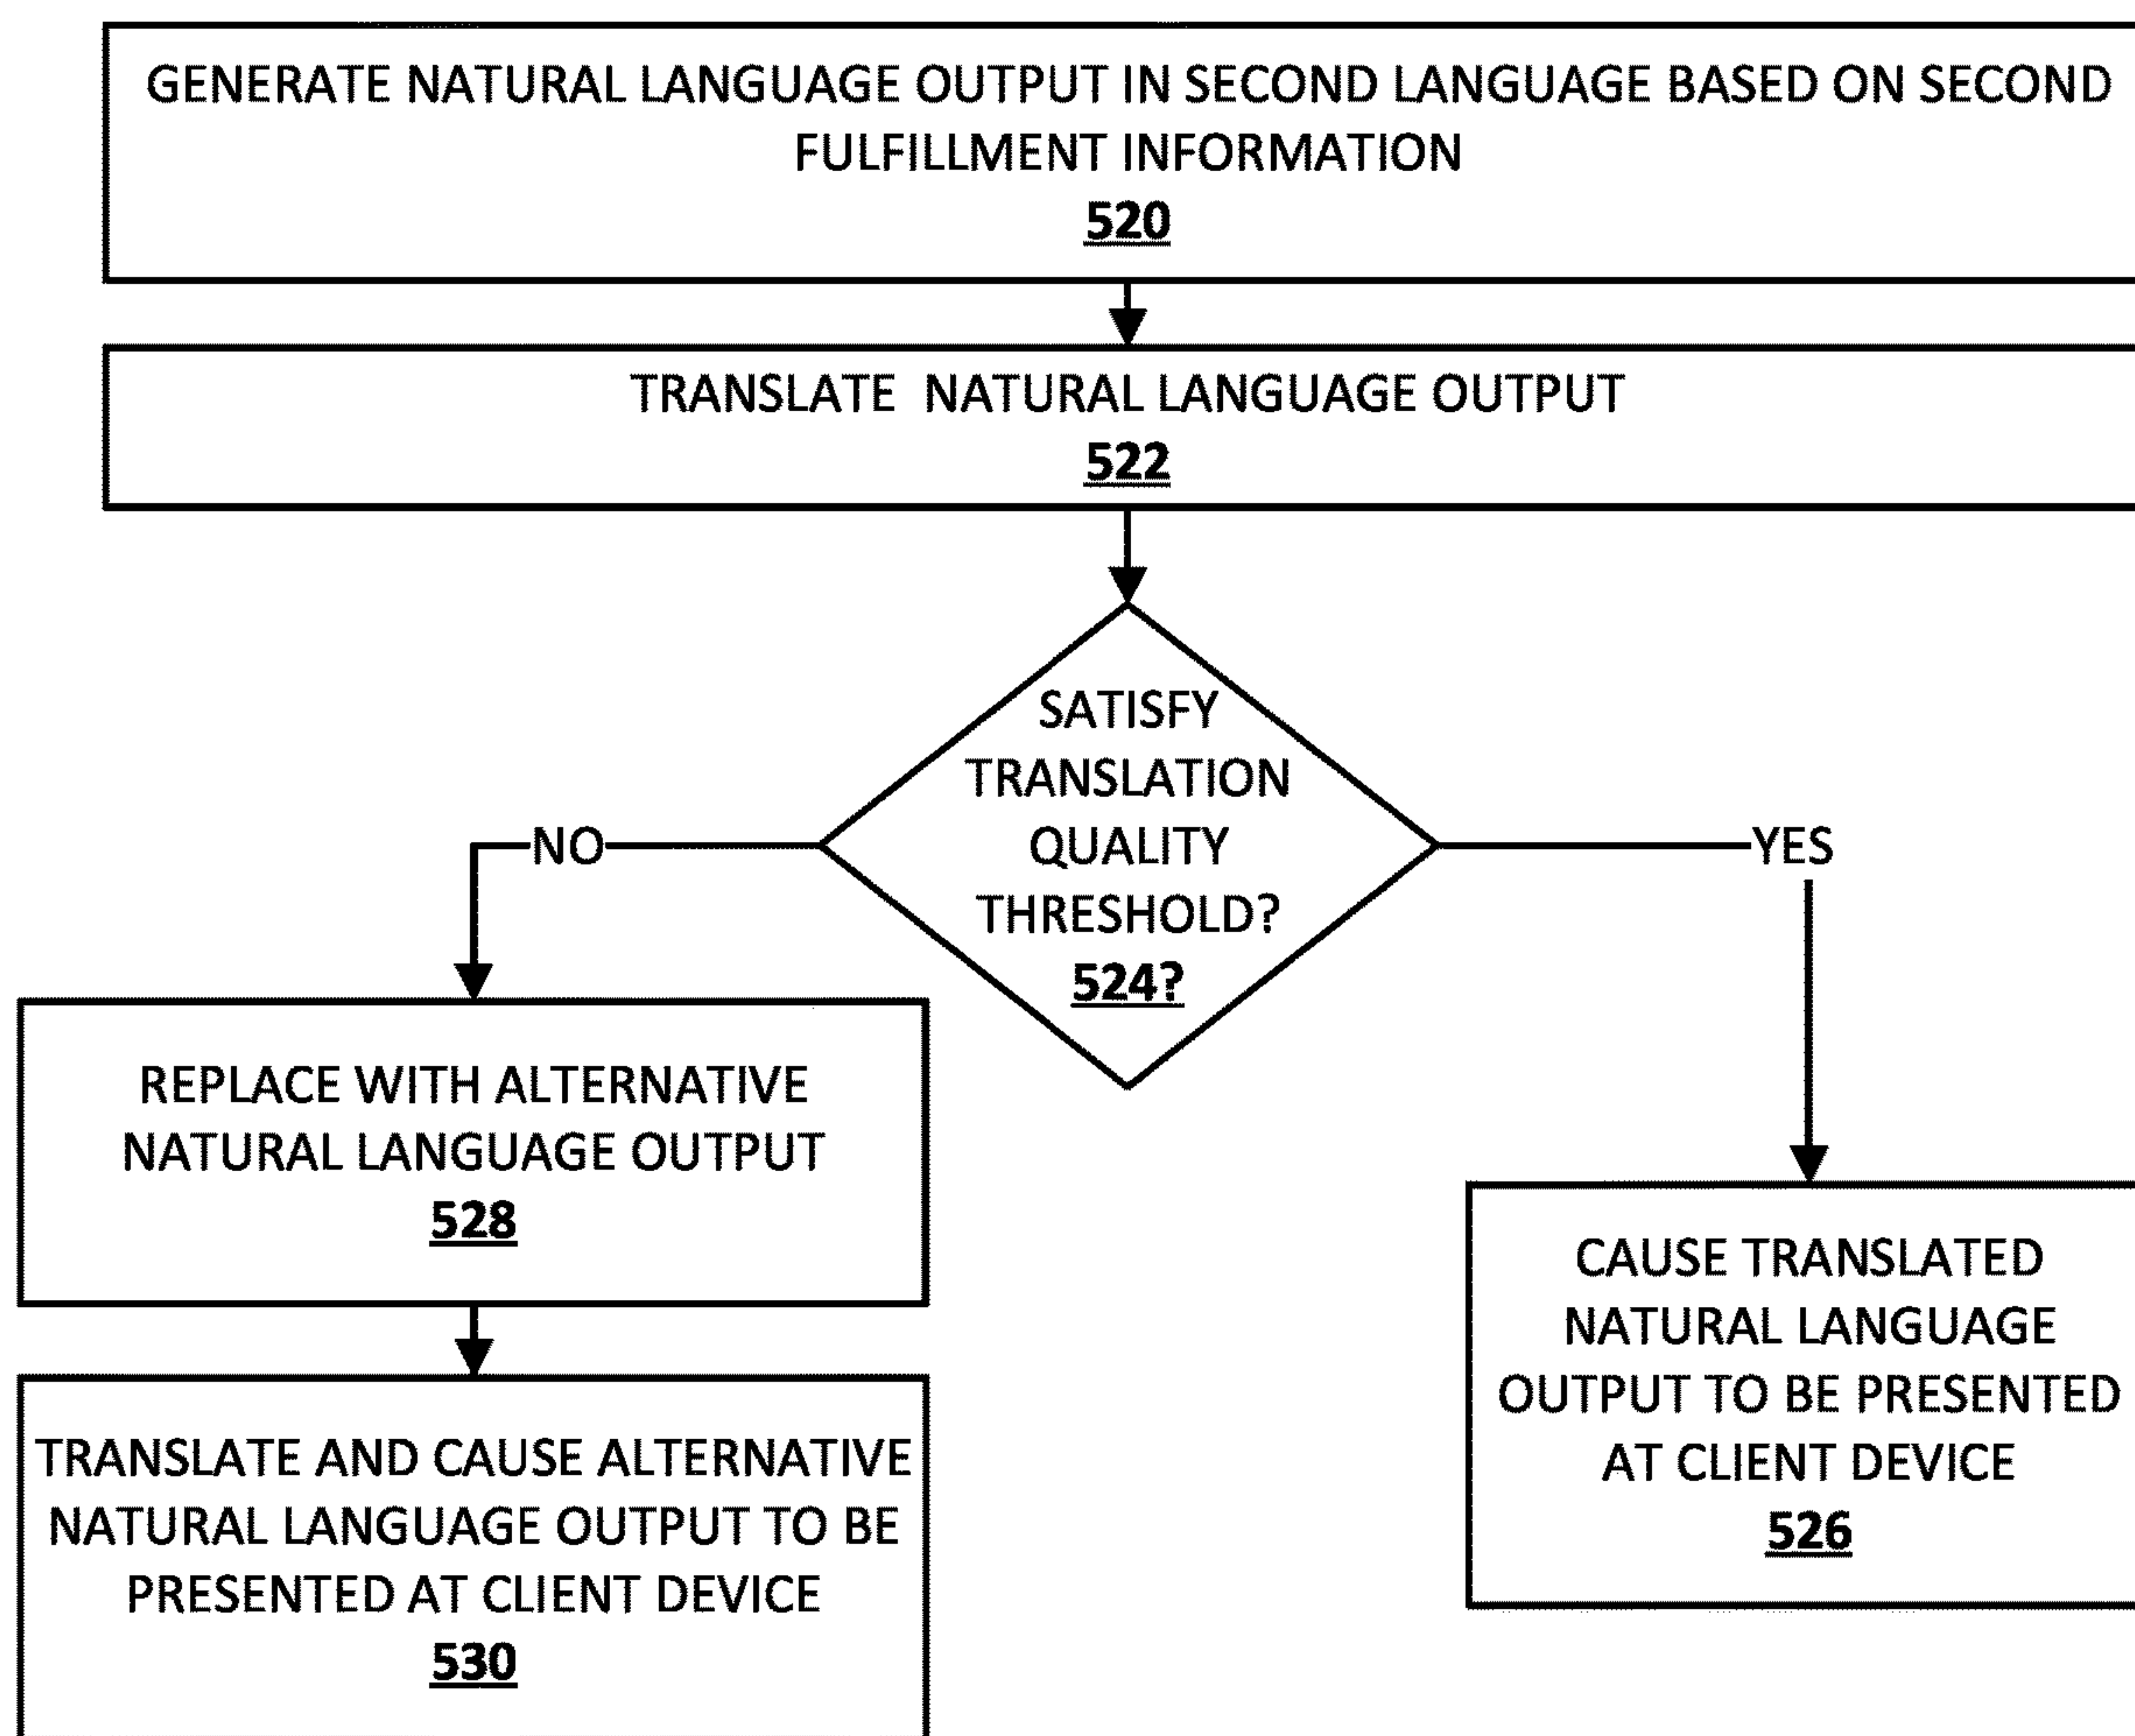 GENERATE NATURAL LANGUAGE OUTPUT IN SECOND LANGUAGE BASED ON SECOND
FULFILLMENT INFORMATION
520
TRANSLATE NATURAL LANGUAGE OUTPUT
522
SATISFY
TRANSLATION
QUALITY
THRESHOLD?
524?
NO
YES
REPLACE WITH ALTERNATIVE
NATURAL LANGUAGE OUTPUT
528
TRANSLATE AND CAUSE ALTERNATIVE
NATURAL LANGUAGE OUTPUT TO BE
PRESENTED AT CLIENT DEVICE
530
CAUSE TRANSLATED
NATURAL LANGUAGE
OUTPUT TO BE PRESENTED
AT CLIENT DEVICE
526